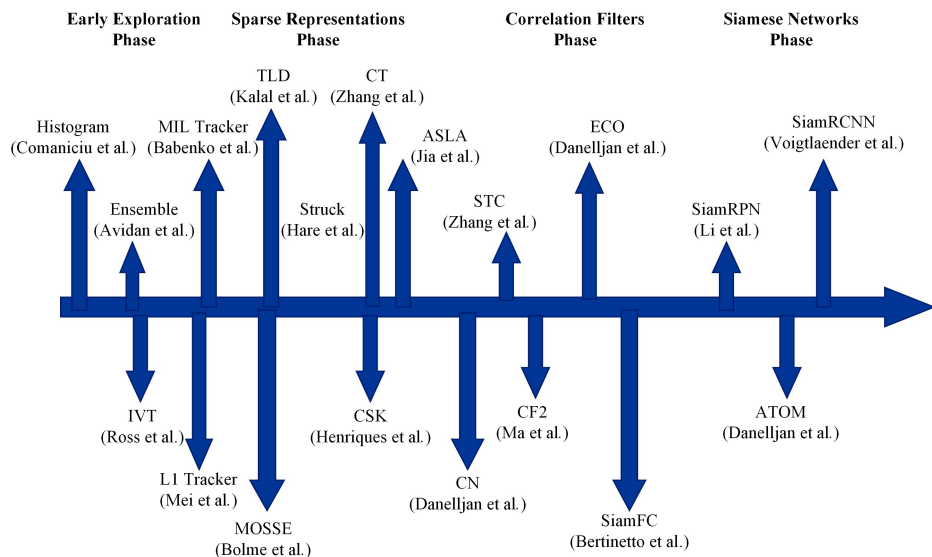 Early Exploration
Phase
Sparse Representations
Phase
Correlation Filters
Phase
Siamese Networks
Phase
TLD
(Kalal et al.)
CT
(Zhang et al.)
Histogram
(Comaniciu et al.)
MIL Tracker
(Babenko et al.)
ASLA
(Jia et al.)
ECO
(Danelljan et al.)
SiamRCNN
(Voigtlaender et al.)
Ensemble
(Avidan et al.)
Struck
(Hare et al.)
STC
(Zhang et al.)
SiamRPN
(Li et al.)
IVT
(Ross et al.)
CSK
(Henriques et al.)
CF2
(Ma et al.)
ATOM
(Danelljan et al.)
L1 Tracker
(Mei et al.)
CN
(Danelljan et al.)
MOSSE
(Bolme et al.)
SiamFC
(Bertinetto et al.)